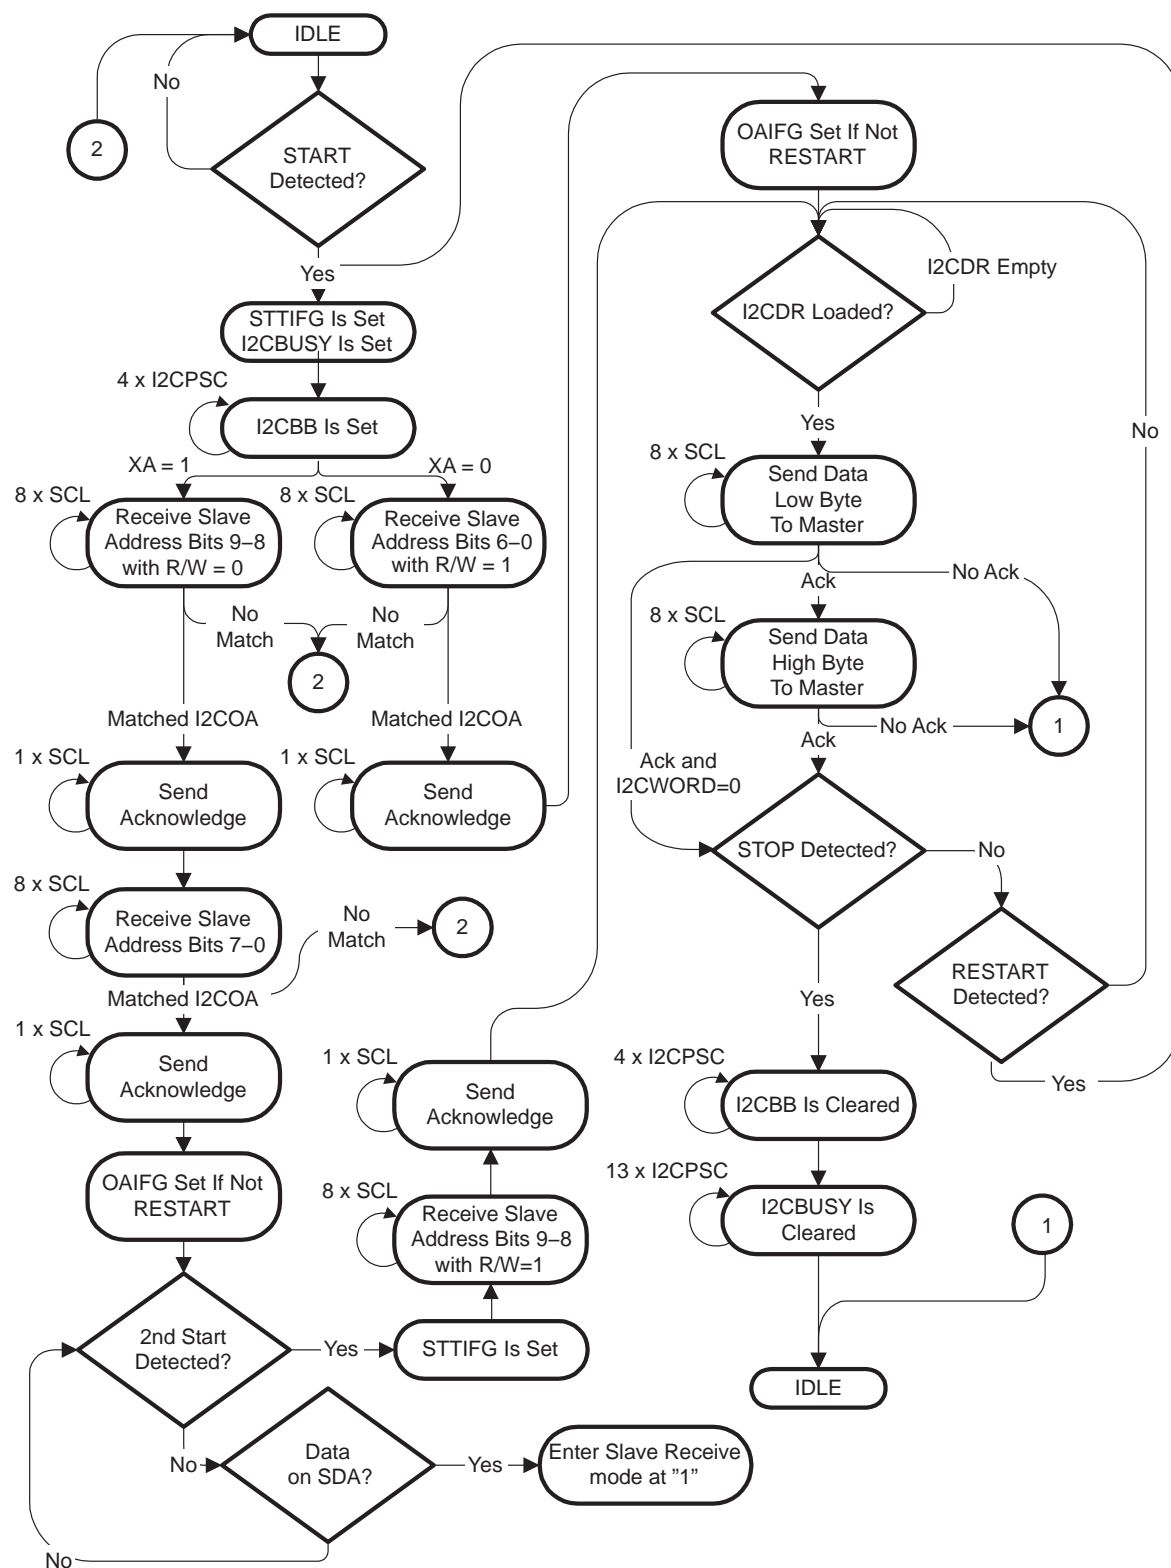 IDLE
No
2
START
Detected?
Yes
STTIFG Is Set
I2CBUSY Is Set
4 x I2CPSC
I2CBB Is Set
XA = 1
XA = 0
8 x SCL
Receive Slave
Address Bits 9–8
with R/W = 0
8 x SCL
Receive Slave
Address Bits 6–0
with R/W = 1
No
Match
No
Match
2
Matched I2COA
Matched I2COA
1 x SCL
Send
Acknowledge
1 x SCL
Send
Acknowledge
8 x SCL
Receive Slave
Address Bits 7–0
No
Match
2
Matched I2COA
1 x SCL
Send
Acknowledge
OAIFG Set If Not
RESTART
2nd Start
Detected?
Yes
STTIFG Is Set
8 x SCL
Receive Slave
Address Bits 9–8
with R/W=1
1 x SCL
Send
Acknowledge
No
Data
on SDA?
Yes
Enter Slave Receive
mode at ”1”
No
OAIFG Set If Not
RESTART
I2CDR Empty
I2CDR Loaded?
Yes
No
8 x SCL
Send Data
Low Byte
To Master
Ack
No Ack
8 x SCL
Send Data
High Byte
To Master
1
No Ack
Ack
Ack and
I2CWORD=0
STOP Detected?
No
RESTART
Detected?
Yes
Yes
4 x I2CPSC
I2CBB Is Cleared
13 x I2CPSC
I2CBUSY Is
Cleared
1
IDLE